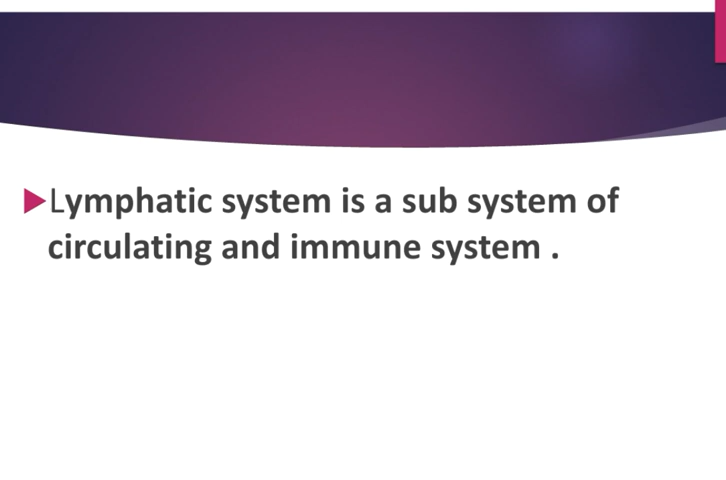 Lymphatic system is a sub system of
circulating and immune system .